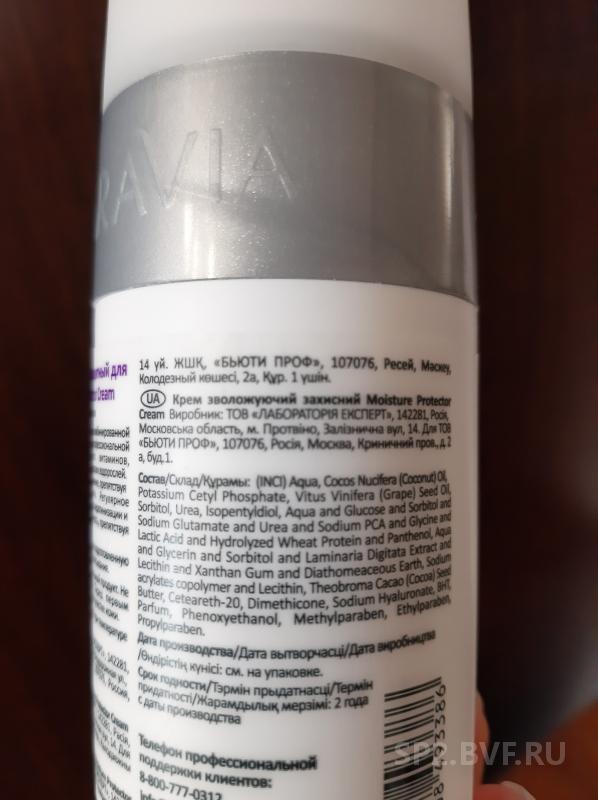 RAVIA
14 үй. ЖШҚ, «БЬЮТИ ПРОФ», 107076, Ресей, Мәскеу,
Колодезный көшесі, 2а, Құр. 1 үшін.
UA Крем зволожуючий захисний Moisture Protector
Cream Виробник: ТОВ «ЛАБОРАТОРІЯ ЕКСПЕРТ», 142281, Росія,
Московська область, м. Протвіно, Залізнична вул, 14. Для ТОВ
«БЬЮТИ ПРОФ», 107076, Росія, Москва, Криничний пров., д. 2
а, буд.1.
Состав/Склад/Құрамы: (INCI) Aqua, Cocos Nucifera (Coconut) Oil,
Potassium Cetyl Phosphate, Vitus Vinifera (Grape) Seed Oil,
Sorbitol, Urea, Isopentyldiol, Aqua and Glucose and Sorbitol and
Sodium Glutamate and Urea and Sodium PCA and Glycine and
Lactic Acid and Hydrolyzed Wheat Protein and Panthenol, Aqua
and Glycerin and Sorbitol and Laminaria Digitata Extract and
Lecithin and Xanthan Gum and Diathomeaceous Earth, Sodium
acrylates copolymer and Lecithin, Theobroma Cacao (Cocoa) Seed
Butter, Ceteareth-20, Dimethicone, Sodium Hyaluronate, BHT,
Parfum, Phenoxyethanol, Methylparaben, Ethylparaben,
Propylparaben.
Дата производства/Дата вытворчасці/Дата виробництва
/Өндірістің күнісі: см. на упаковке.
Срок годности/Тэрмін прыдатнасці/Термін
придатності/Жарамдылық мерзімі: 2 года
с даты производства
Телефон профессиональной
поддержки клиентов:
8-800-777-0312
для
Cream
142281,
SP2.BVF.RU